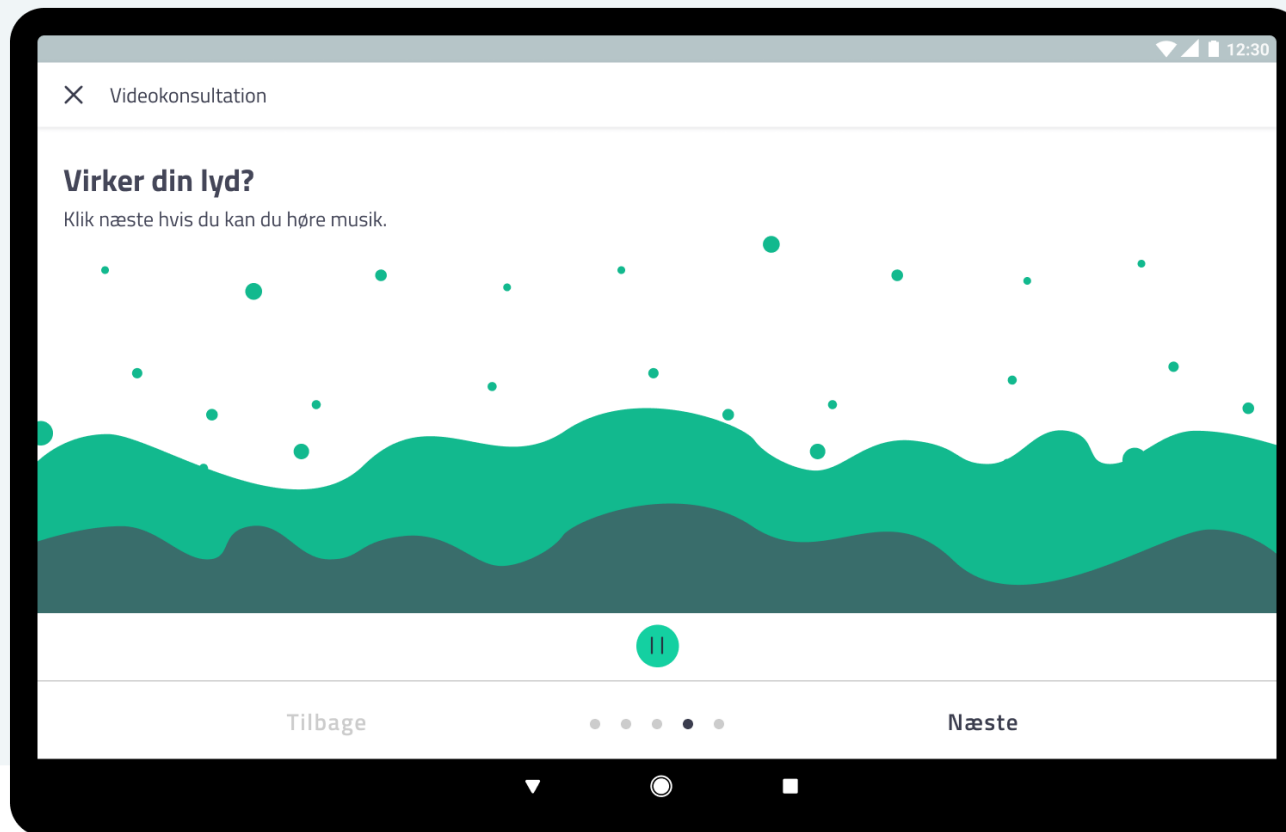 12:30
Videokonsultation
Virker din lyd?
Klik næste hvis du kan du høre musik.
Tilbage
Næste